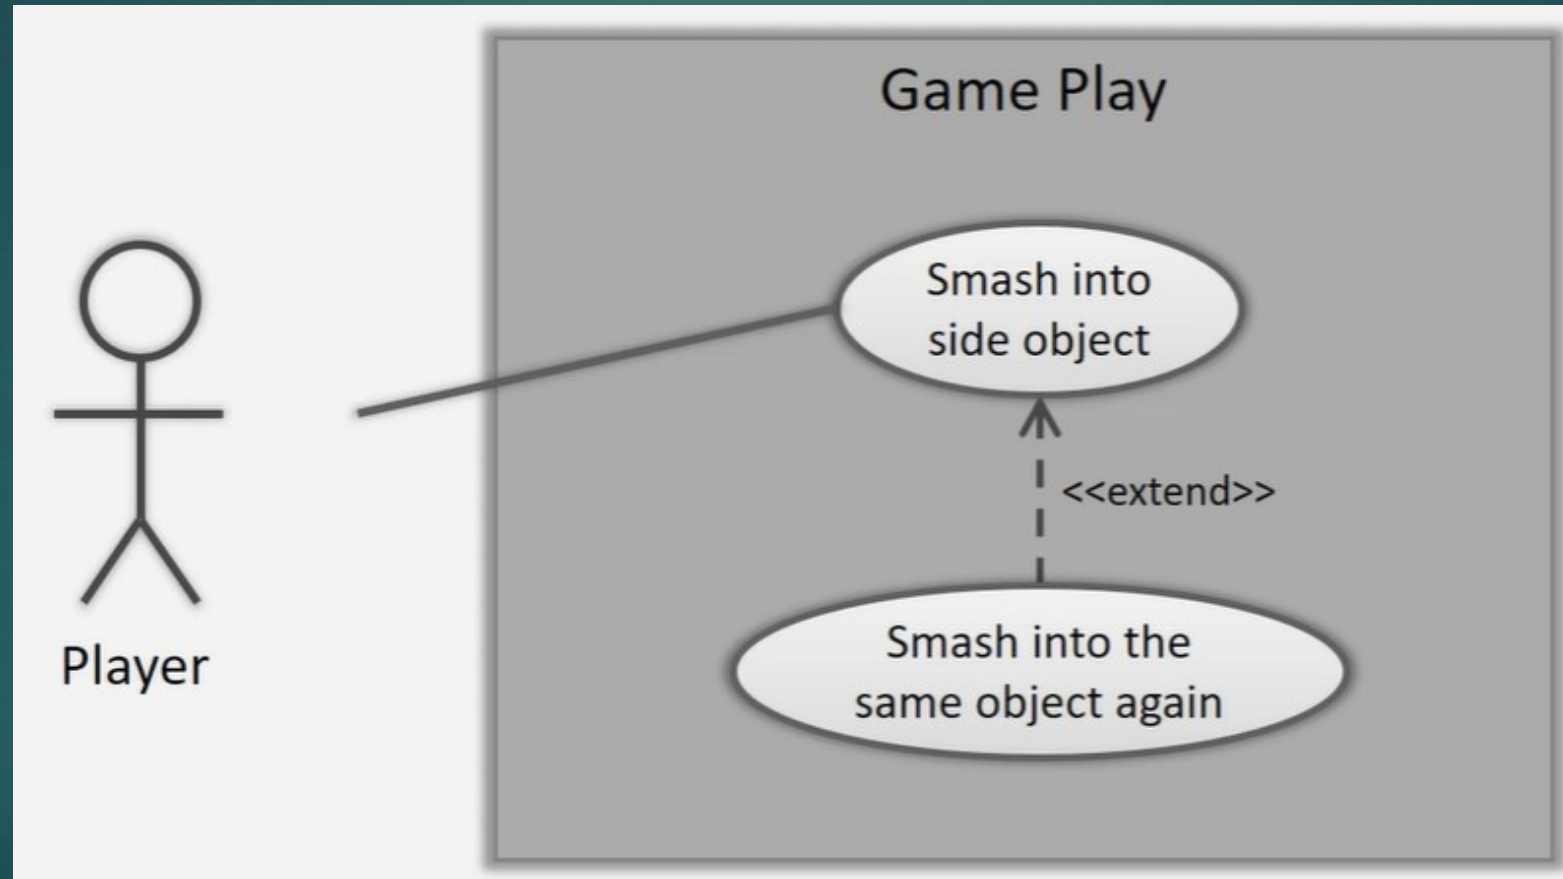 Game Play
Smash into
side object
<<extend>>
Smash into the
same object again
Player